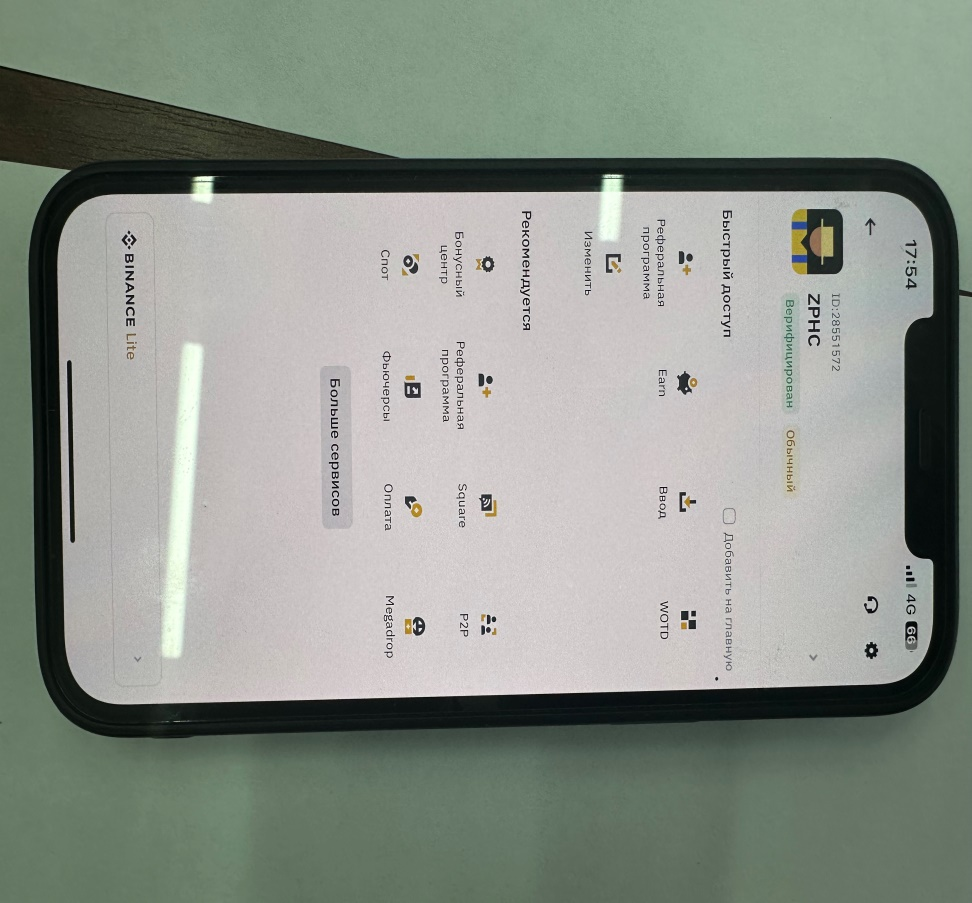 17:54
4G 66
ID:28551572
ZPHC
Верифицирован Обычный
Быстрый доступ
Добавить на главную
Реферальная программа
Earn
Ввод
WOTD
Изменить
Рекомендуется
Бонусный центр
Реферальная программа
Square
P2P
Спот
Фьючерсы
Оплата
Megadrop
Больше сервисов
BINANCE Lite